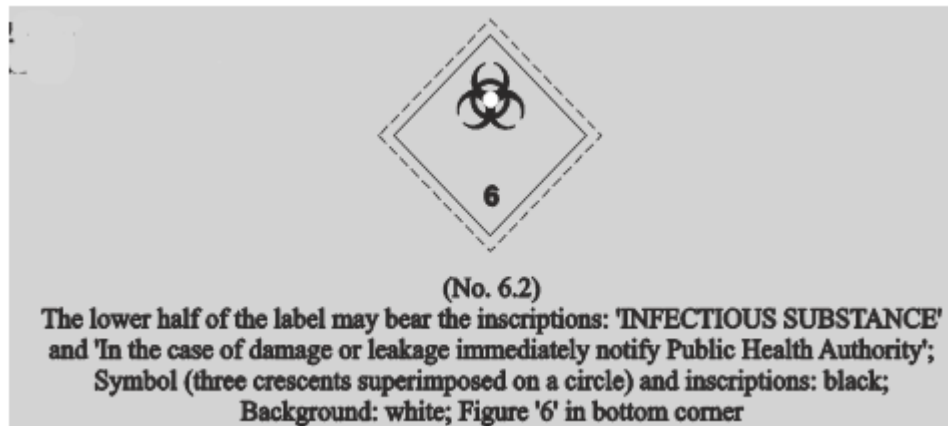 6
(No. 6.2)
The lower half of the label may bear the inscriptions: 'INFECTIOUS SUBSTANCE'
and 'In the case of damage or leakage immediately notify Public Health Authority';
Symbol (three crescents superimposed on a circle) and inscriptions: black;
Background: white; Figure '6' in bottom corner